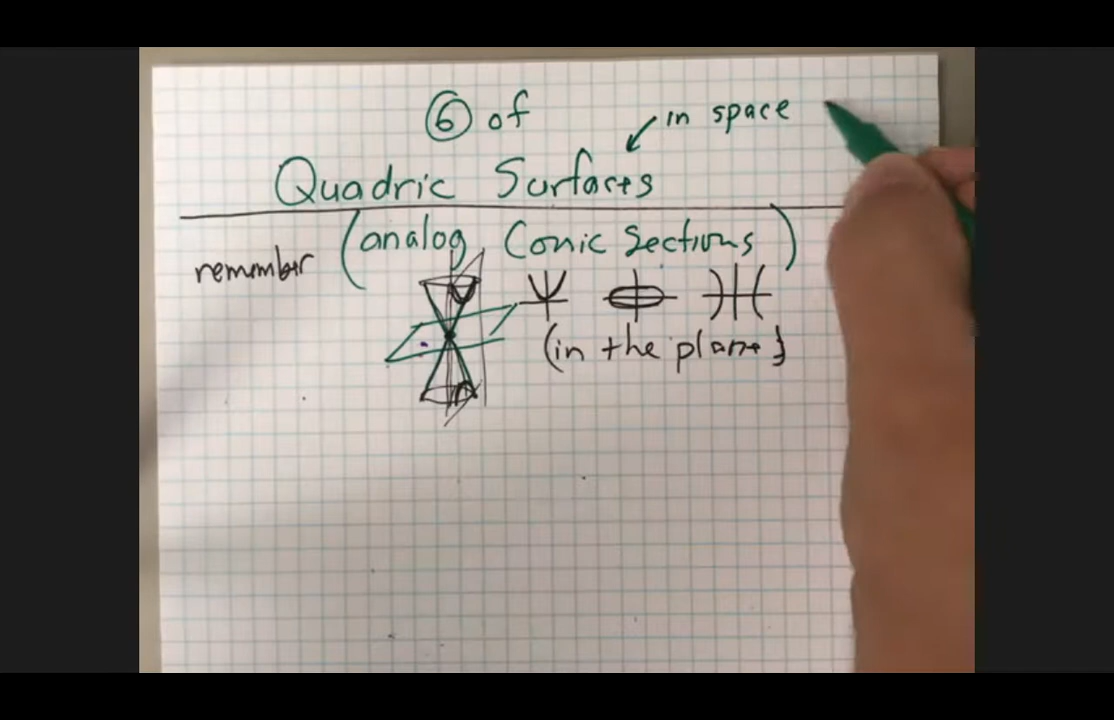 ⑥ of
in space
Quadric Surfaces
(analog, Conic Sections)
remember
(in the plane)